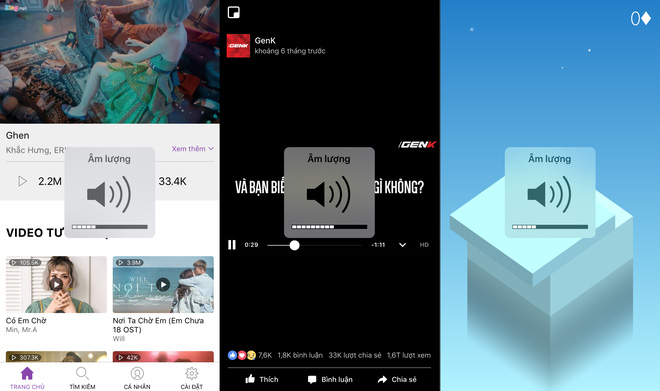 Zing
Ghen
Khắc Hưng, ER
Xem thêm
Âm lượng
2.2M
33.4K
VIDEO TƯ
105.5K
3.9M
WILL
NƠI TA
CHỜ EM
Có Em Chờ
Min, Mr.A
Nơi Ta Chờ Em (Em Chưa
18 OST)
Will
307.3K
42K
TRANG CHỦ
TÌM KIẾM
CÁ NHÂN
CÀI ĐẶT
GENK
GenK
khoảng 6 tháng trước
/GENK
Âm lượng
VÀ BẠN BIẾ
GÌ KHÔNG?
0:29
-1:11
HD
7,6K
1,8K bình luận
33K lượt chia sẻ
1,6T lượt xem
Thích
Bình luận
Chia sẻ
0
Âm lượng